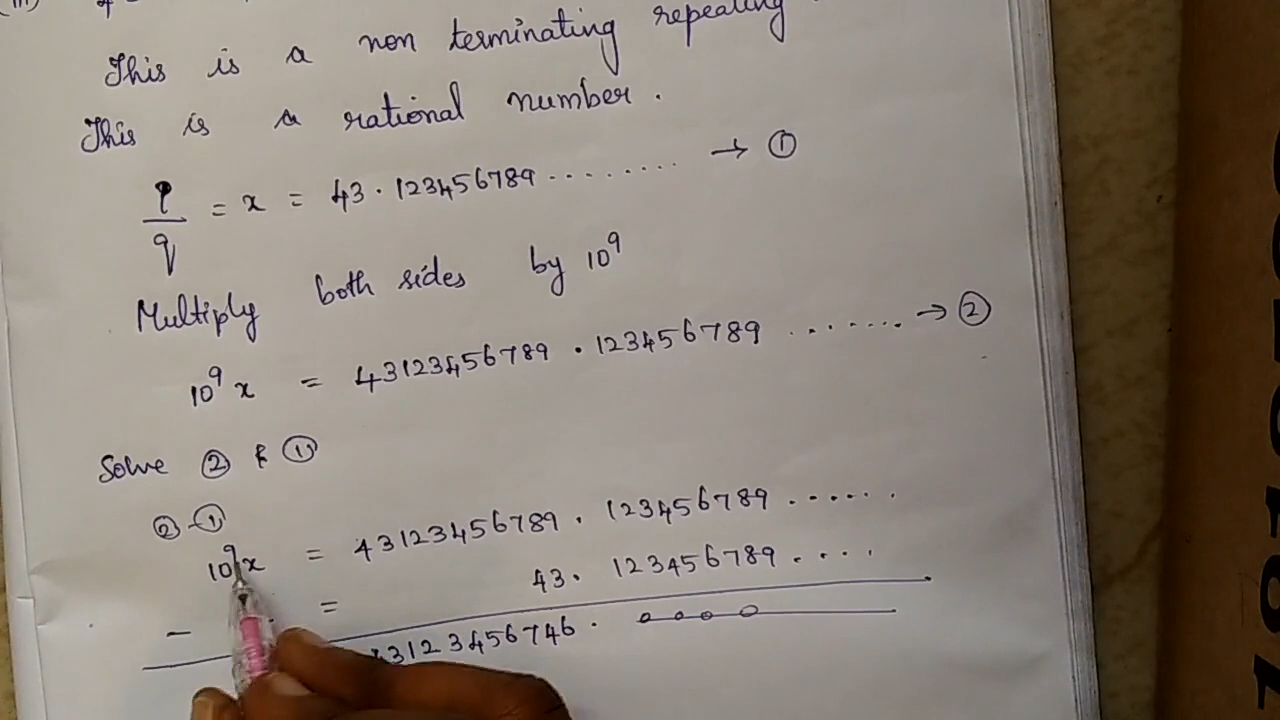 This is a non terminating repeating
This is a rational number.
p/q = x = 43.123456789........ → ①
Multiply both sides by 10⁹
10⁹x = 43123456789.123456789....... → ②
Solve ② & ①
②-①
10⁹x = 43123456789.123456789......
- = 43.123456789....
43123456746. 0000